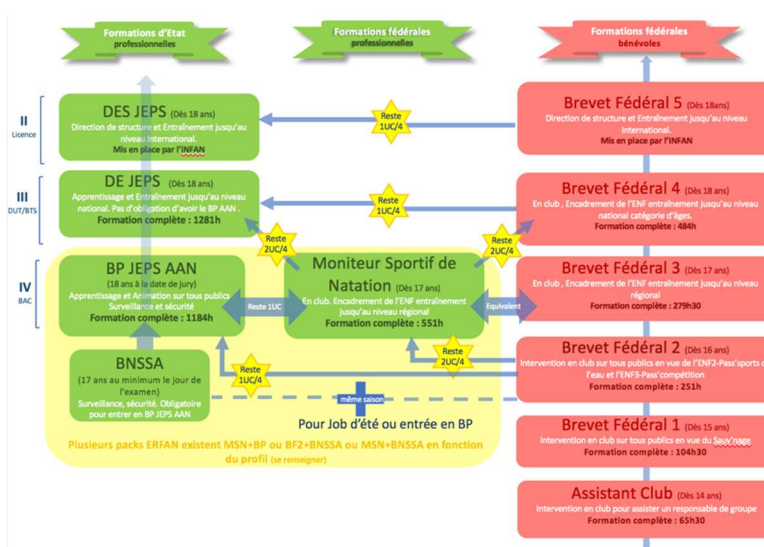 Formations d'Etat
professionnelles
Formations fédérales
professionnelles
Formations fédérales
bénévoles
II
Licence
DES JEPS (Dès 18 ans)
Direction de structure et Entraînement jusqu'au
niveau International.
Mis en place par l'INFAN
Reste
1UC/4
Brevet Fédéral 5 (Dès 18ans)
Direction de structure et Entraînement jusqu'au niveau
International.
Mis en place par l'INFAN
III
DUT/BTS
DE JEPS (Dès 18 ans)
Apprentissage et Entraînement jusqu'au niveau
national. Pas d'obligation d'avoir le BP AAN .
Formation complète : 1281h
Reste
1UC/4
Brevet Fédéral 4 (Dès 18 ans)
En club , Encadrement de l'ENF entraînement jusqu'au niveau
national catégorie d'âges.
Formation complète : 484h
Reste
2UC/4
Reste
2UC/4
IV
BAC
BP JEPS AAN
(18 ans à la date de jury)
Apprentissage et Animation sur tous publics
Surveillance et sécurité
Formation complète : 1184h
Reste 1UC
Moniteur Sportif de
Natation (Dès 17 ans)
En club. Encadrement de l'ENF entraînement
jusqu'au niveau régional
Formation complète : 551h
Equivalent
Brevet Fédéral 3 (Dès 17 ans)
En club , Encadrement de l'ENF entraînement jusqu'au niveau
régional
Formation complète : 279h30
BNSSA
(17 ans au minimum le jour de
l'examen)
Surveillance, sécurité. Obligatoire
pour entrer en BP JEPS AAN
Reste
1UC/4
Reste
2UC/4
Brevet Fédéral 2 (Dès 16 ans)
Intervention en club sur tous publics en vue de l'ENF2-Pass'sports de
l'eau et l'ENF3-Pass'compétition
Formation complète : 251h
même saison
Pour Job d'été ou entrée en BP
Plusieurs packs ERFAN existent MSN+BP ou BF2+BNSSA ou MSN+BNSSA en fonction
du profil (se renseigner)
Brevet Fédéral 1 (Dès 15 ans)
Intervention en club sur tous publics en vue du Sauv'nage.
Formation complète : 104h30
Assistant Club (Dès 14 ans)
Intervention en club pour assister un responsable de groupe
Formation complète : 65h30